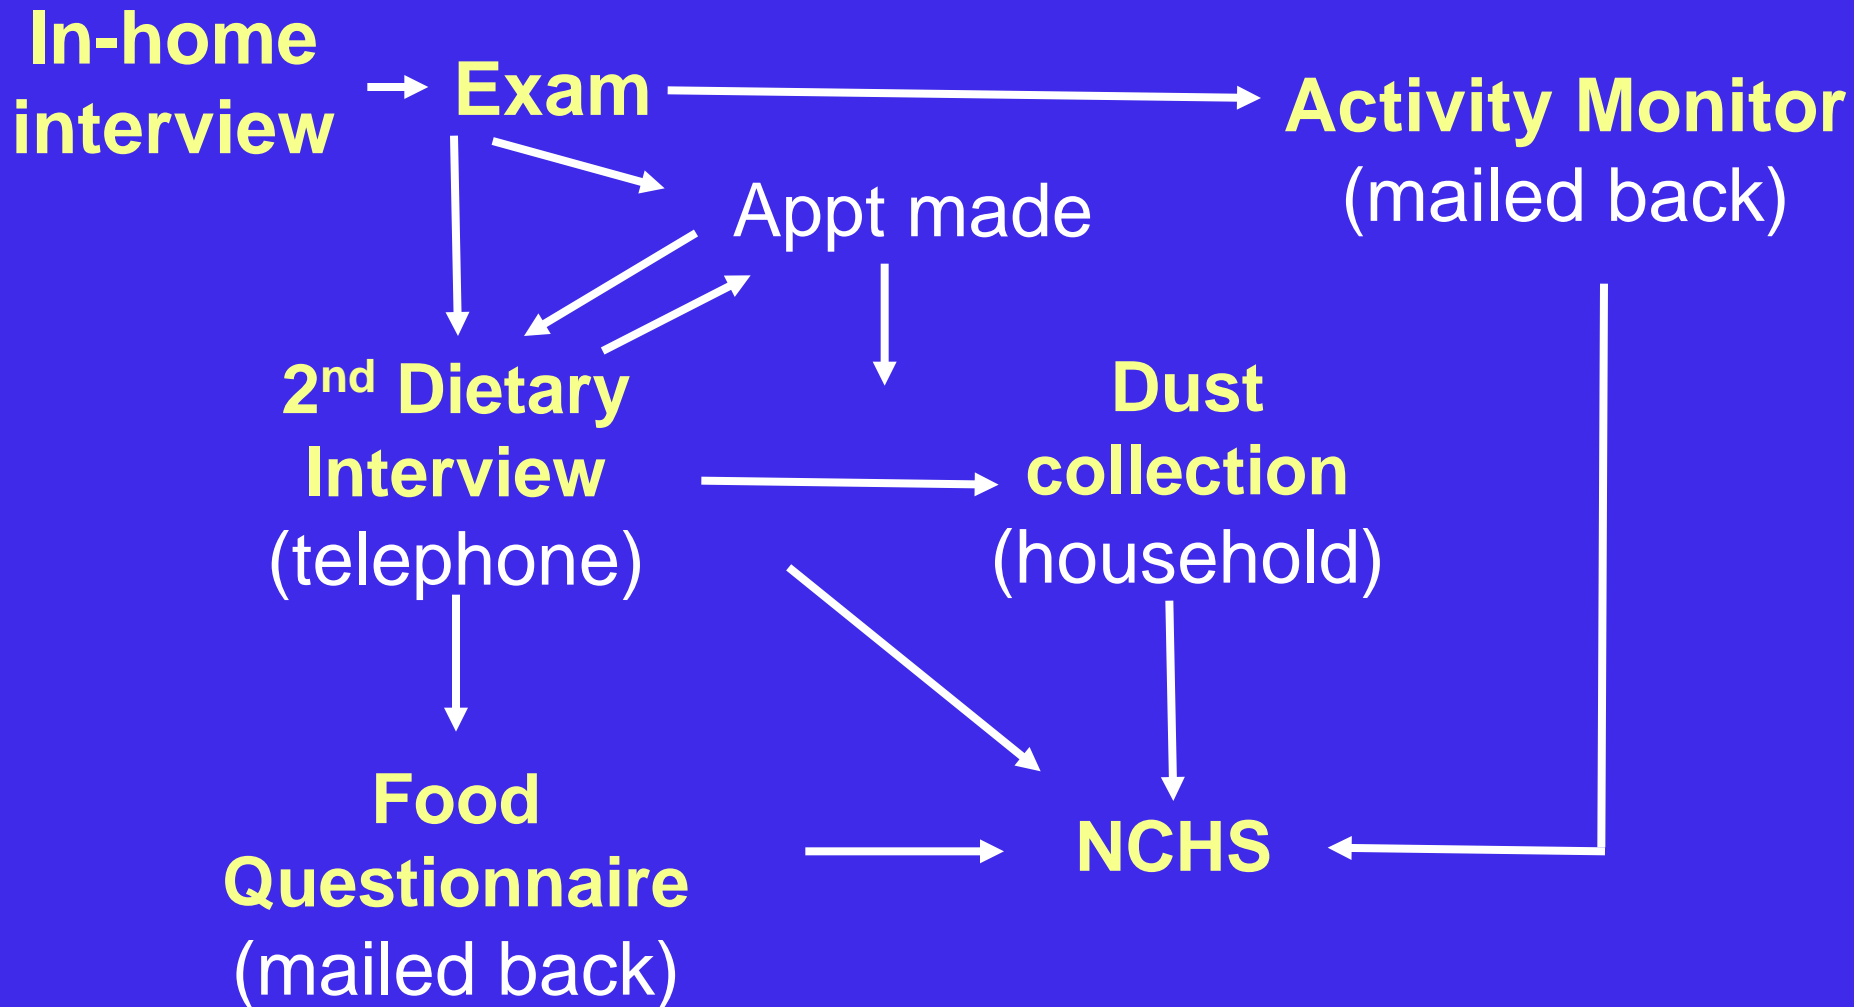 In-home
interview
Exam
Activity Monitor
(mailed back)
Appt made
2nd Dietary
Interview
(telephone)
Dust
collection
(household)
Food
Questionnaire
(mailed back)
NCHS